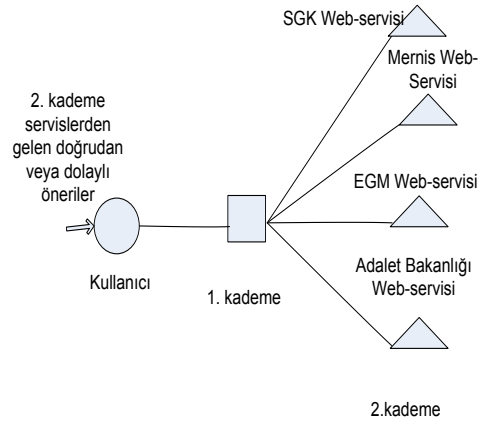 SGK Web-servisi
Mernis Web-
Servisi
2. kademe
servislerden
gelen doğrudan
veya dolaylı
öneriler
EGM Web-servisi
Adalet Bakanlığı
Web-servisi
Kullanıcı
1. kademe
2.kademe